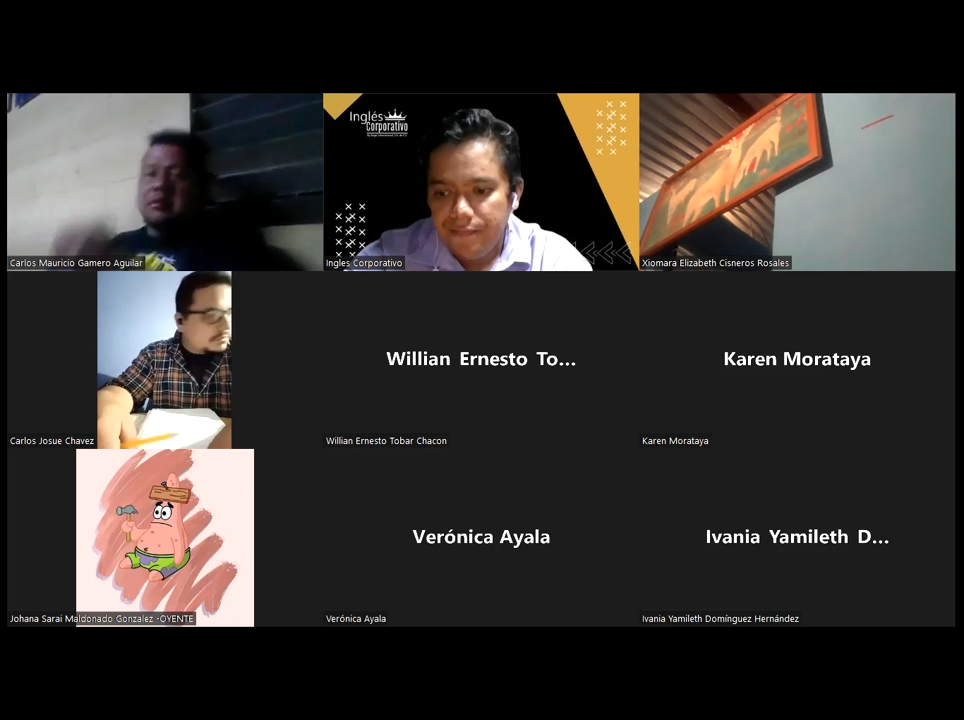 Inglés
Corporativo
Carlos Mauricio Gamero Aguilar
Ingles Corporativo
Xiomara Elizabeth Cisneros Rosales
Willian Ernesto To...
Karen Morataya
Carlos Josue Chavez
Willian Ernesto Tobar Chacon
Karen Morataya
Verónica Ayala
Ivania Yamileth D...
Johana Sarai Maldonado Gonzalez -OYENTE
Verónica Ayala
Ivania Yamileth Domínguez Hernández